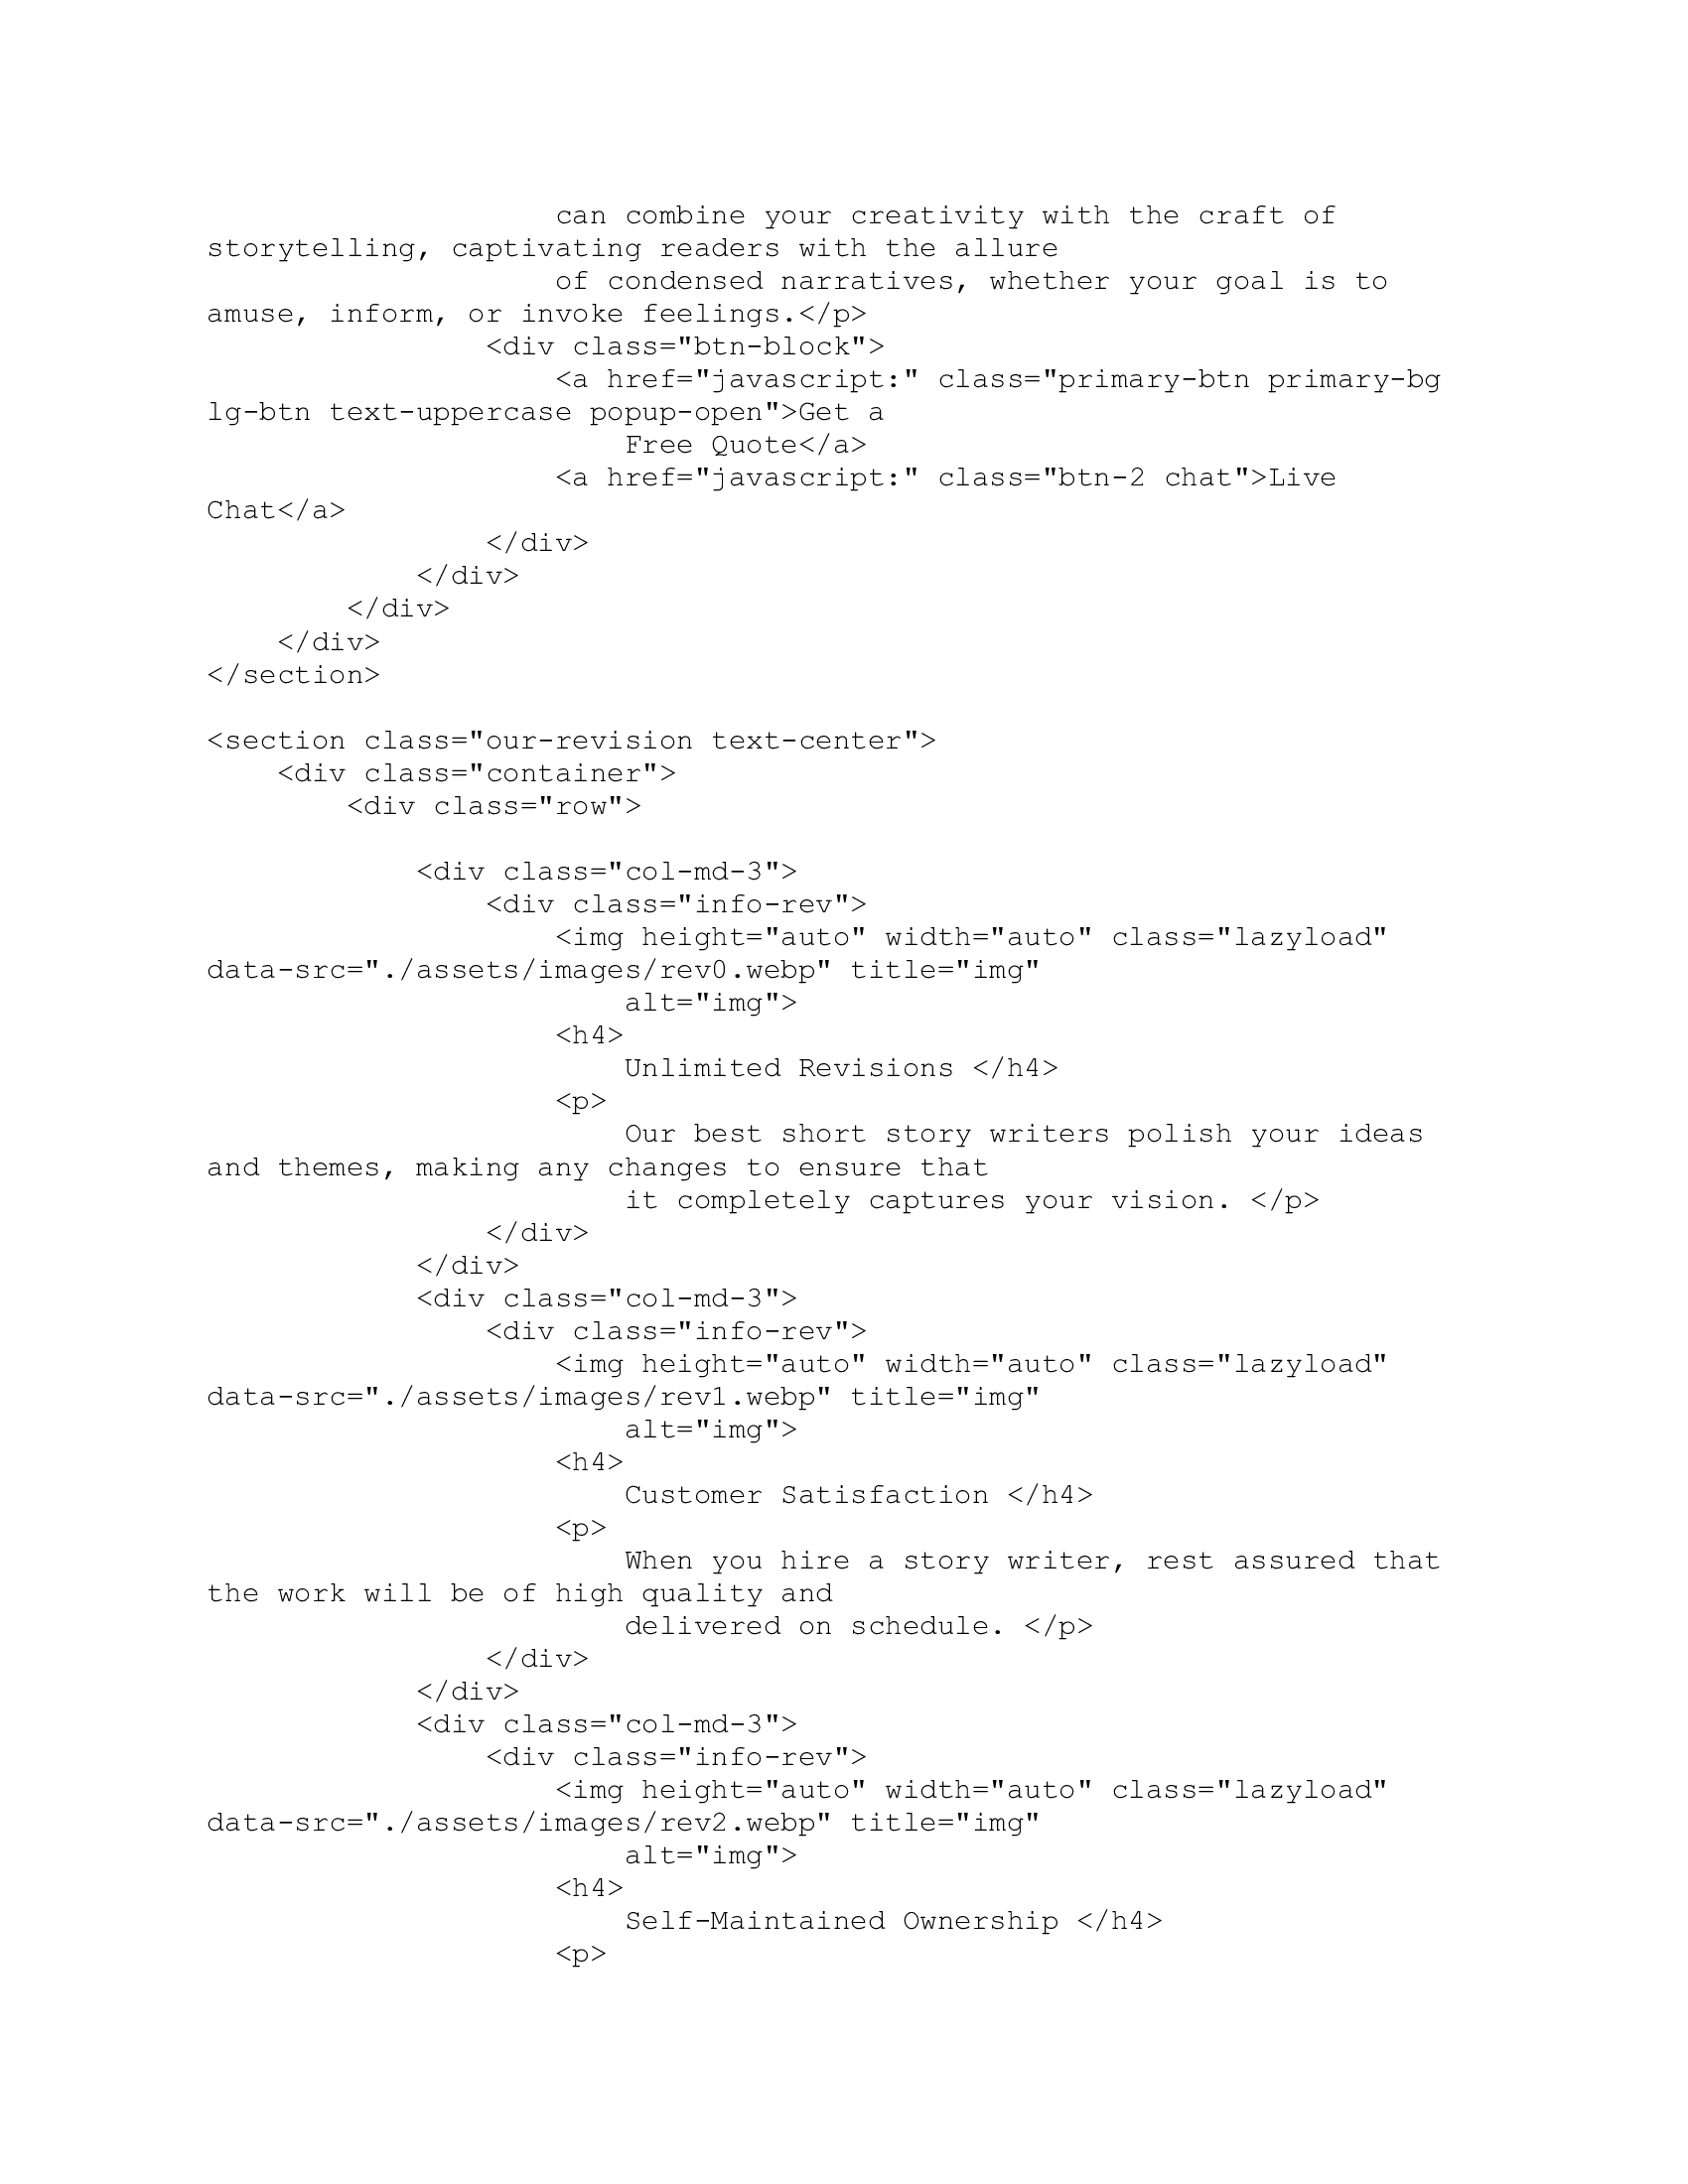 can combine your creativity with the craft of
storytelling, captivating readers with the allure
of condensed narratives, whether your goal is to
amuse, inform, or invoke feelings.</p>
<div class="btn-block">
<a href="javascript:" class="primary-btn primary-bg
lg-btn text-uppercase popup-open">Get a
Free Quote</a>
<a href="javascript:" class="btn-2 chat">Live
Chat</a>
</div>
</div>
</div>
</div>
</section>
<section class="our-revision text-center">
<div class="container">
<div class="row">
<div class="col-md-3">
<div class="info-rev">
<img height="auto" width="auto" class="lazyload"
data-src="./assets/images/rev0.webp" title="img"
alt="img">
<h4>
Unlimited Revisions </h4>
<p>
Our best short story writers polish your ideas
and themes, making any changes to ensure that
it completely captures your vision. </p>
</div>
</div>
<div class="col-md-3">
<div class="info-rev">
<img height="auto" width="auto" class="lazyload"
data-src="./assets/images/rev1.webp" title="img"
alt="img">
<h4>
Customer Satisfaction </h4>
<p>
When you hire a story writer, rest assured that
the work will be of high quality and
delivered on schedule. </p>
</div>
</div>
<div class="col-md-3">
<div class="info-rev">
<img height="auto" width="auto" class="lazyload"
data-src="./assets/images/rev2.webp" title="img"
alt="img">
<h4>
Self-Maintained Ownership </h4>
<p>